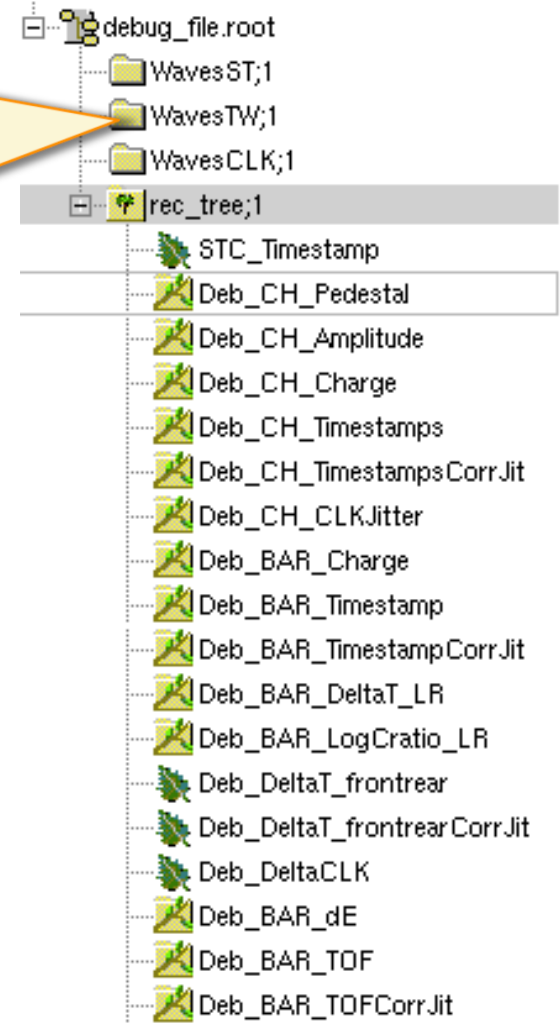 debug_file.root
WavesST;1
WavesTW;1
WavesCLK;1
rec_tree;1
STC_Timestamp
Deb_CH_Pedestal
Deb_CH_Amplitude
Deb_CH_Charge
Deb_CH_Timestamps
Deb_CH_TimestampsCorrJit
Deb_CH_CLKJitter
Deb_BAR_Charge
Deb_BAR_Timestamp
Deb_BAR_TimestampCorrJit
Deb_BAR_DeltaT_LR
Deb_BAR_LogCratio_LR
Deb_DeltaT_frontrear
Deb_DeltaT_frontrearCorrJit
Deb_DeltaCLK
Deb_BAR_dE
Deb_BAR_TOF
Deb_BAR_TOFCorrJit